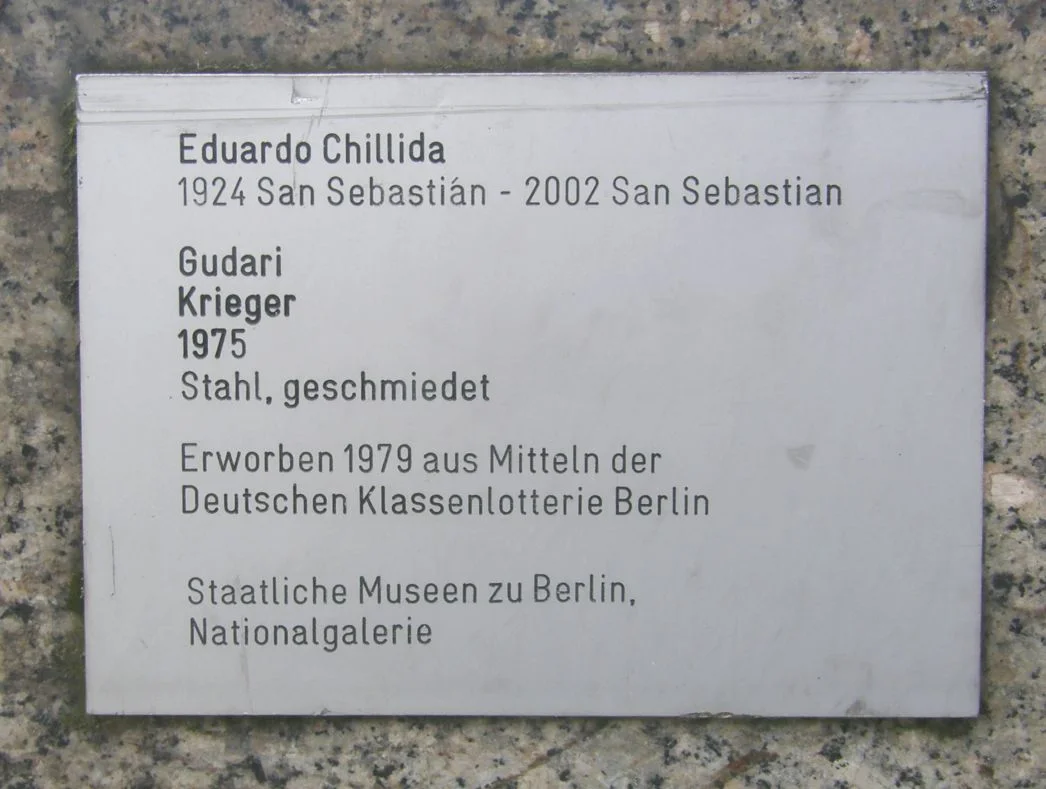 Eduardo Chillida
1924 San Sebastián - 2002 San Sebastian
Gudari
Krieger
1975
Stahl, geschmiedet
Erworben 1979 aus Mitteln der
Deutschen Klassenlotterie Berlin
Staatliche Museen zu Berlin,
Nationalgalerie